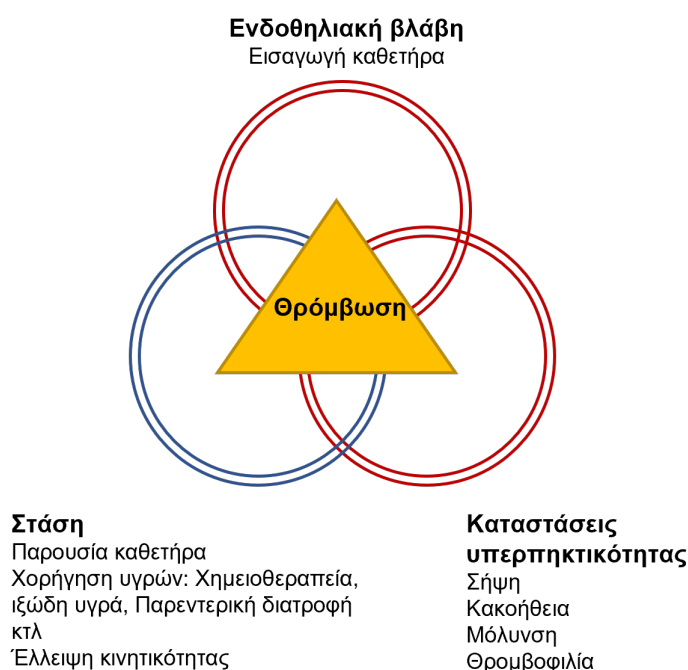 Ενδοθηλιακή βλάβη
Εισαγωγή καθετήρα
Θρόμβωση
Στάση
Παρουσία καθετήρα
Χορήγηση υγρών: Χημειοθεραπεία,
ιξώδη υγρά, Παρεντερική διατροφή
κτλ
Έλλειψη κινητικότητας
Καταστάσεις
υπερπηκτικότητας
Σήψη
Κακοήθεια
Μόλυνση
Θρομβοφιλία